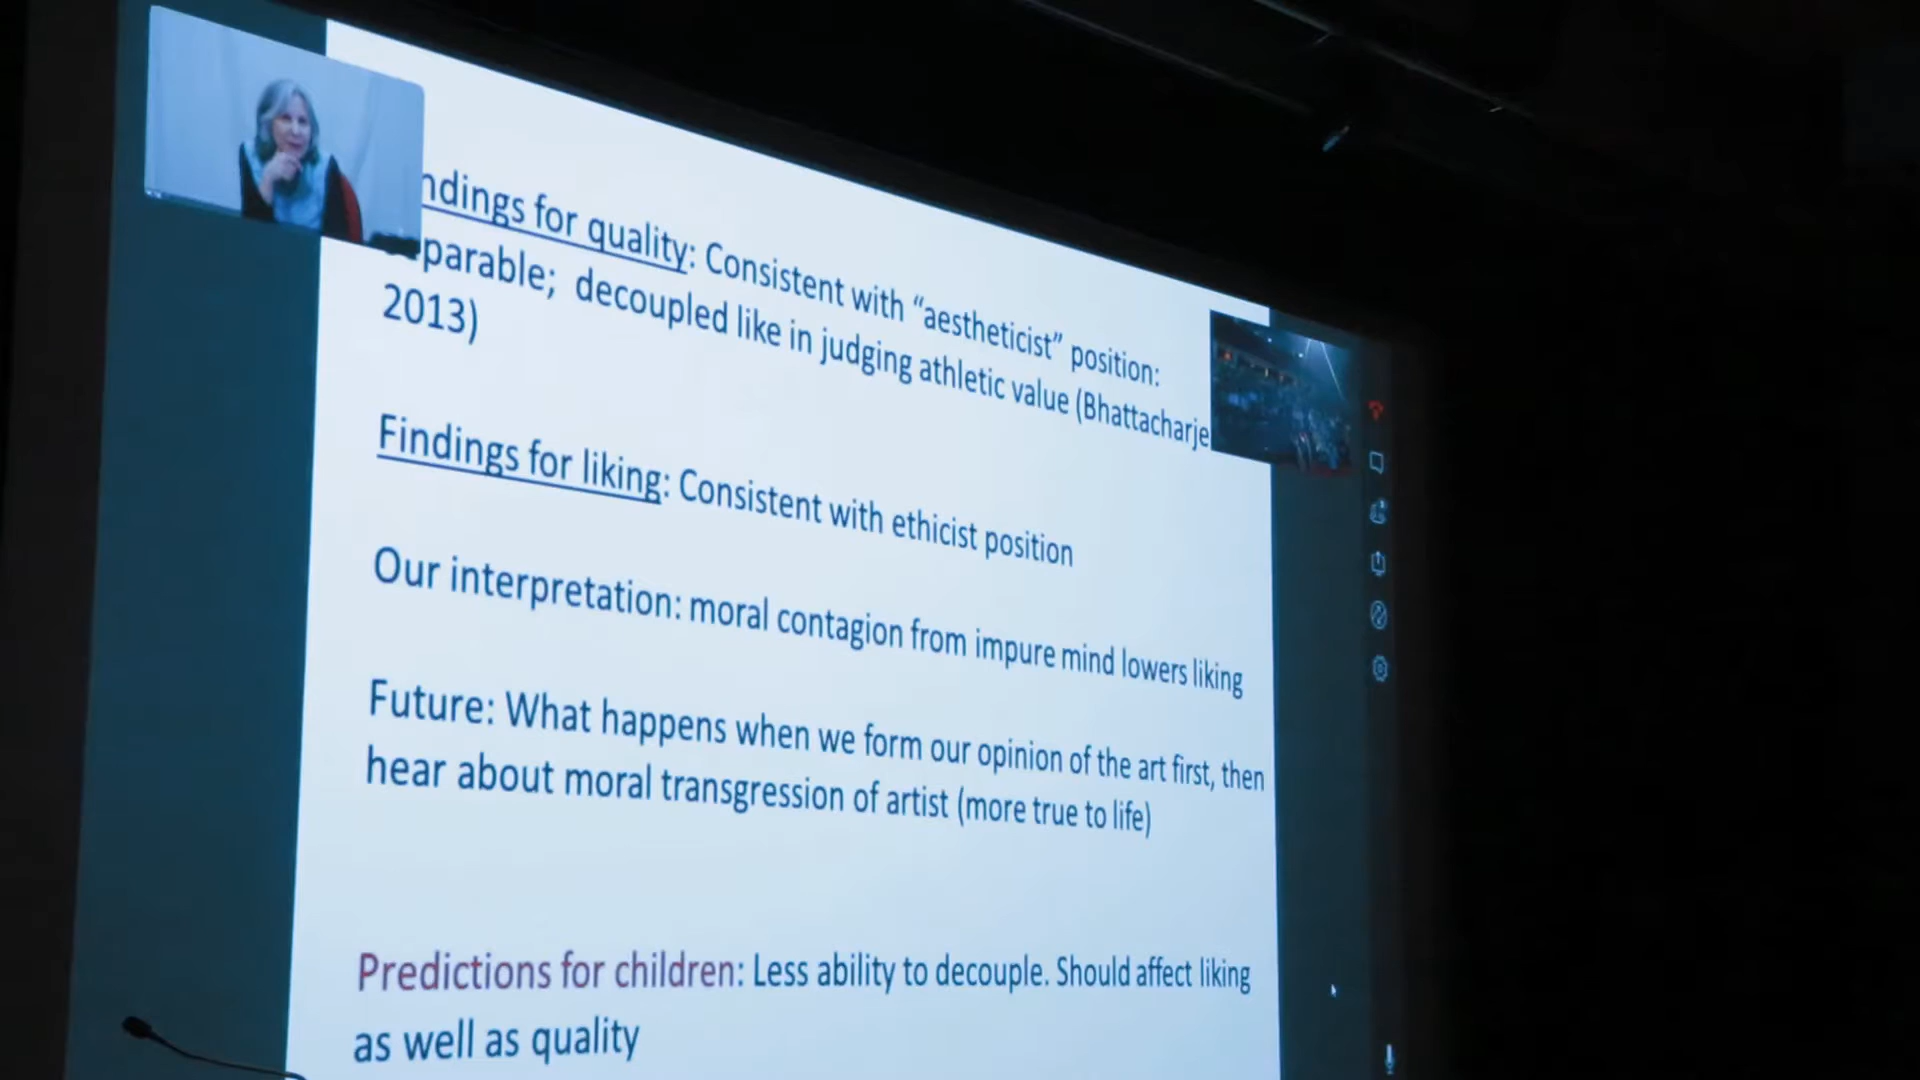 ndings for quality: Consistent with “aestheticist” position:
parable; decoupled like in judging athletic value (Bhattacharje
2013)
Findings for liking: Consistent with ethicist position
Our interpretation: moral contagion from impure mind lowers liking
Future: What happens when we form our opinion of the art first, then
hear about moral transgression of artist (more true to life)
Predictions for children: Less ability to decouple. Should affect liking
as well as quality